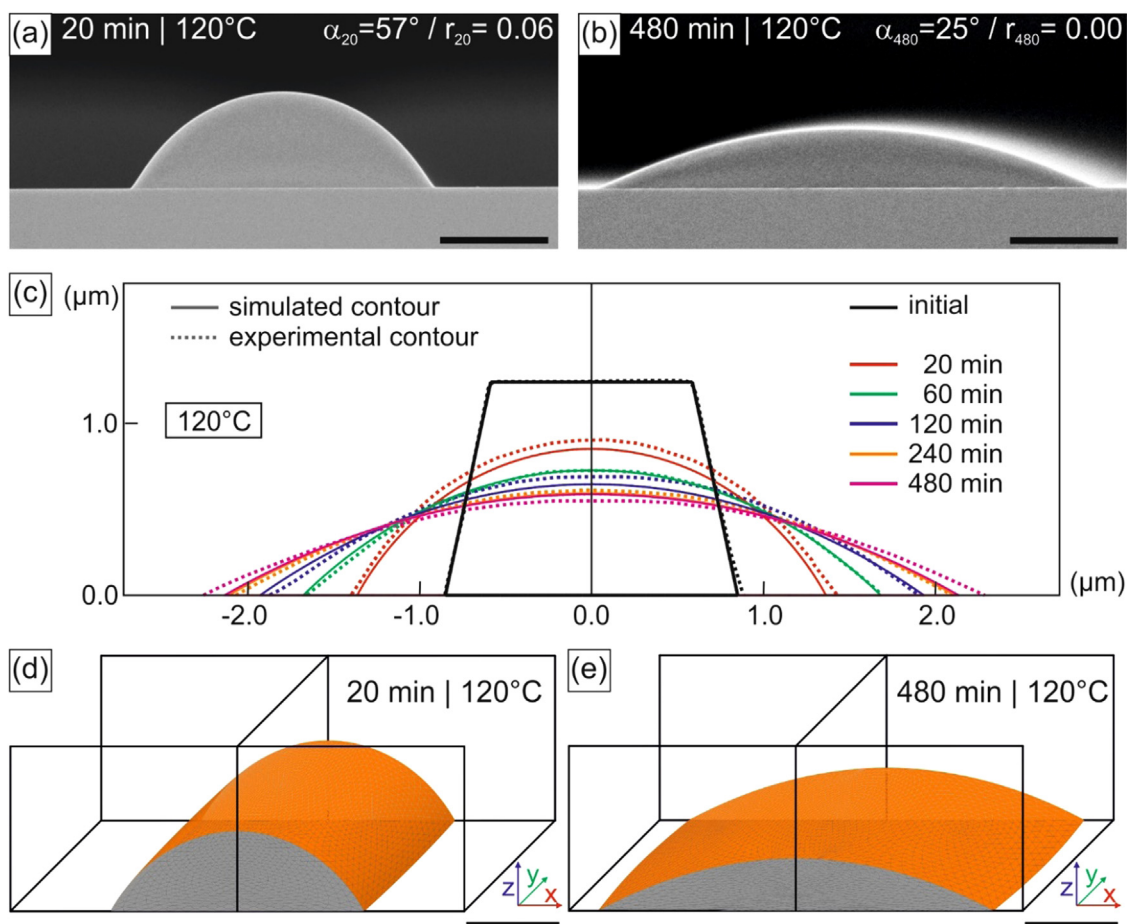 (a) 20 min | 120°C α20=57° / r20= 0.06
(b) 480 min | 120°C α480=25° / r480= 0.00
(c) (µm)
simulated contour
experimental contour
initial
20 min
60 min
120 min
240 min
480 min
1.0
120°C
0.0
(µm)
-2.0 -1.0 0.0 1.0 2.0
(d) 20 min | 120°C
z y x
(e) 480 min | 120°C
z y x